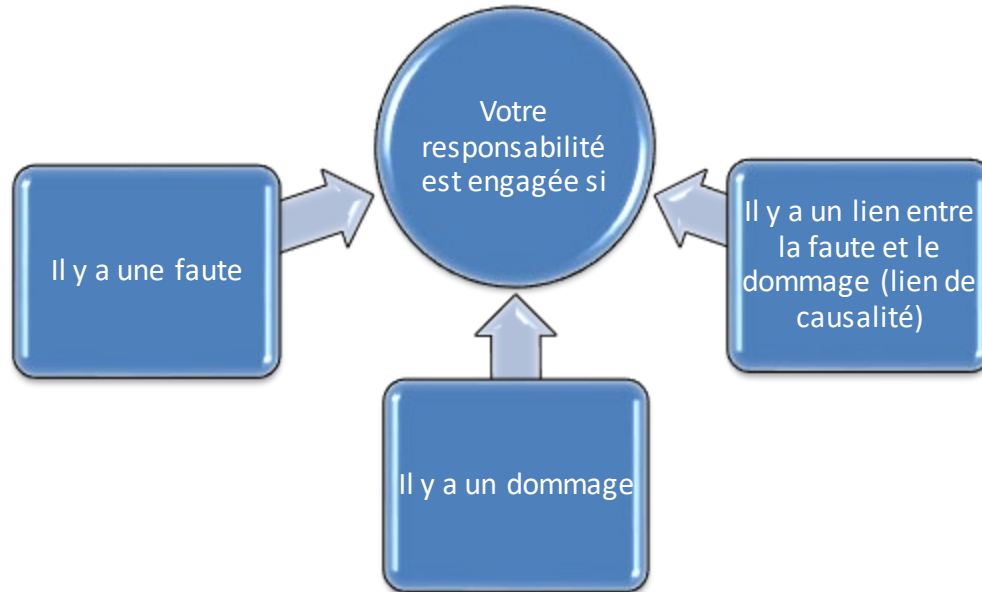 Votre
responsabilité
est engagée si
Il y a une faute
Il y a un lien entre
la faute et le
dommage (lien de
causalité)
Il y a un dommage